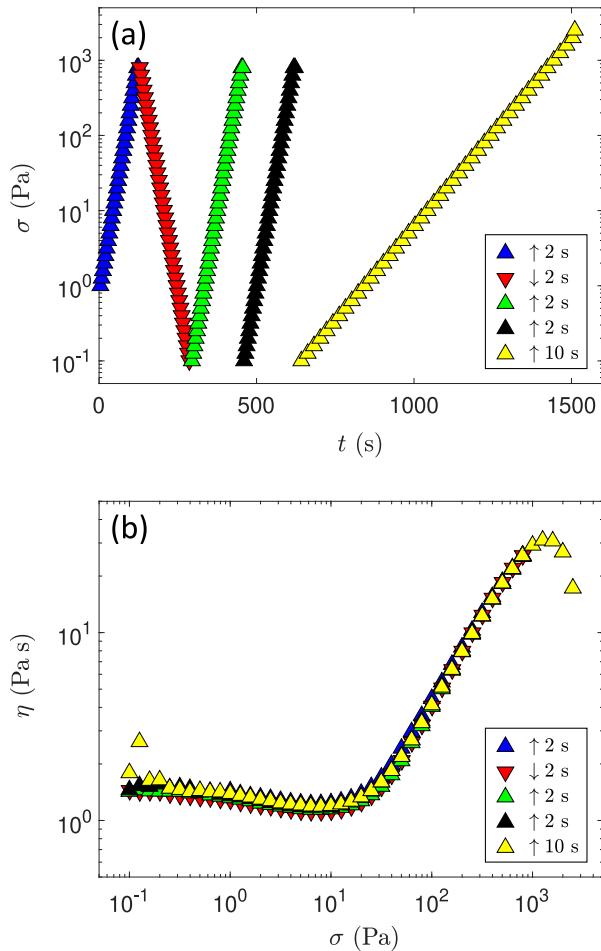 (a)
10³
10²
10¹
10⁰
10⁻¹
σ (Pa)
↑ 2 s
↓ 2 s
↑ 2 s
↑ 2 s
↑ 10 s
0 500 1000 1500
t (s)
(b)
10¹
10⁰
η (Pa s)
↑ 2 s
↓ 2 s
↑ 2 s
↑ 2 s
↑ 10 s
10⁻¹ 10⁰ 10¹ 10² 10³
σ (Pa)